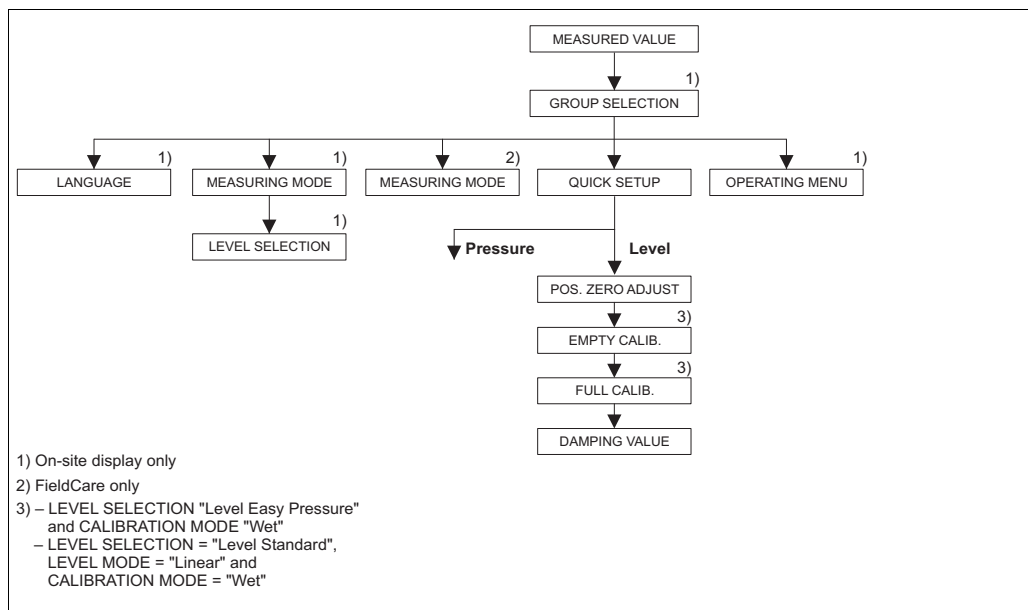 MEASURED VALUE
1)
GROUP SELECTION
1)
1)
2)
1)
LANGUAGE
MEASURING MODE
MEASURING MODE
QUICK SETUP
OPERATING MENU
1)
LEVEL SELECTION
Pressure
Level
POS. ZERO ADJUST
3)
EMPTY CALIB.
3)
FULL CALIB.
DAMPING VALUE
1) On-site display only
2) FieldCare only
3) – LEVEL SELECTION "Level Easy Pressure"
and CALIBRATION MODE "Wet"
– LEVEL SELECTION = "Level Standard",
LEVEL MODE = "Linear" and
CALIBRATION MODE = "Wet"